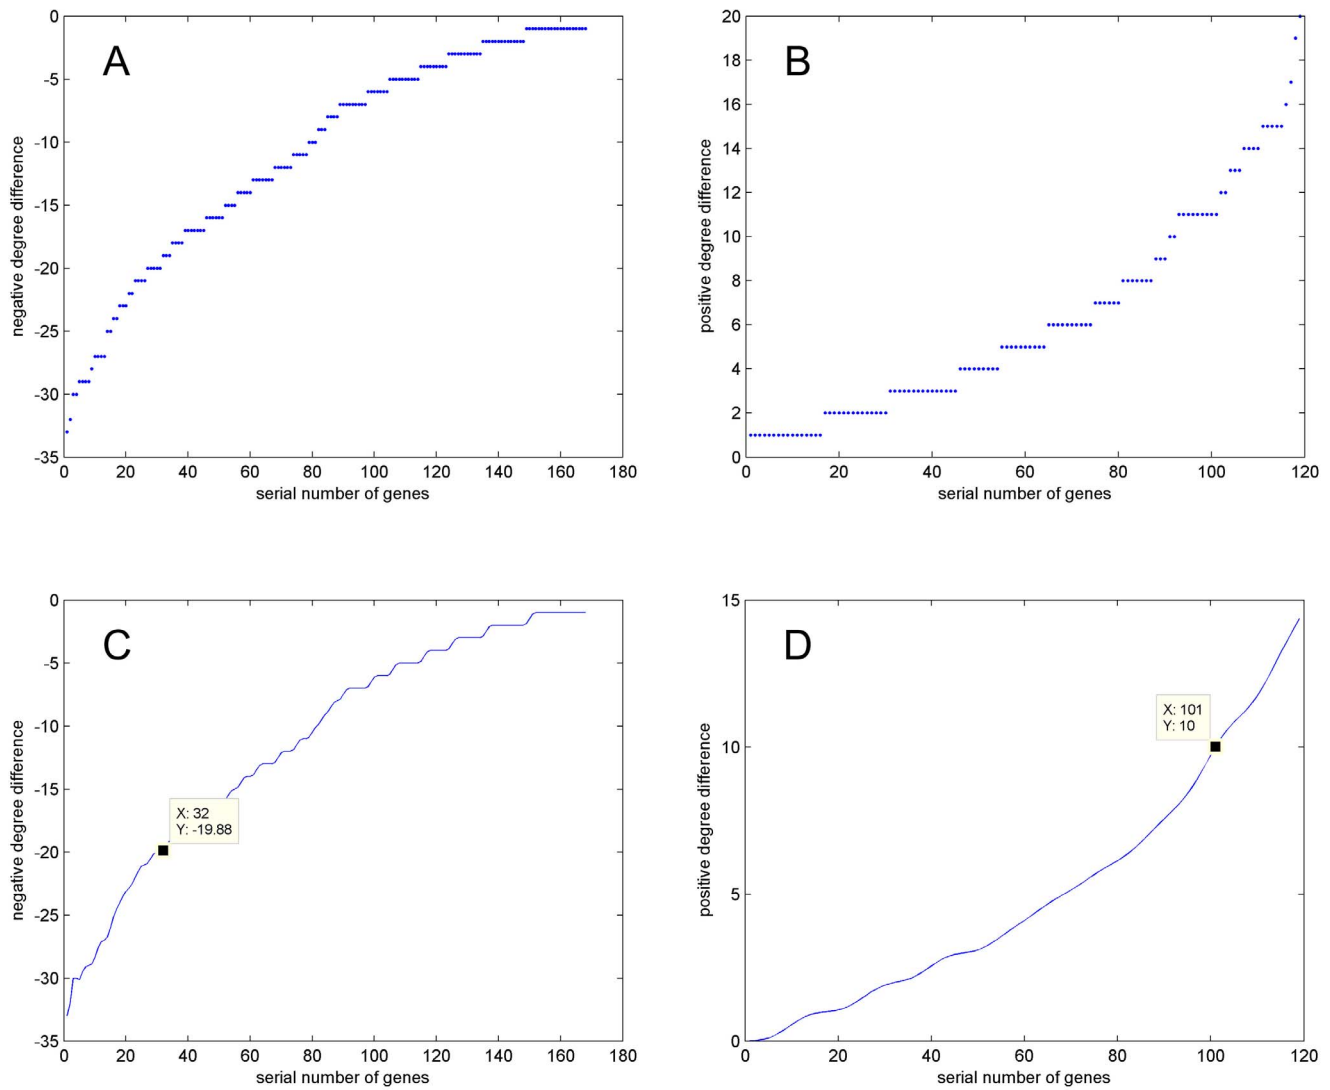 A
0
-5
-10
-15
-20
-25
-30
-35
negative degree difference
0 20 40 60 80 100 120 140 160 180
serial number of genes
B
20
18
16
14
12
10
8
6
4
2
0
positive degree difference
0 20 40 60 80 100 120
serial number of genes
C
0
-5
-10
-15
-20
-25
-30
-35
negative degree difference
X: 32
Y: -19.88
0 20 40 60 80 100 120 140 160 180
serial number of genes
D
15
10
5
0
positive degree difference
X: 101
Y: 10
0 20 40 60 80 100 120
serial number of genes